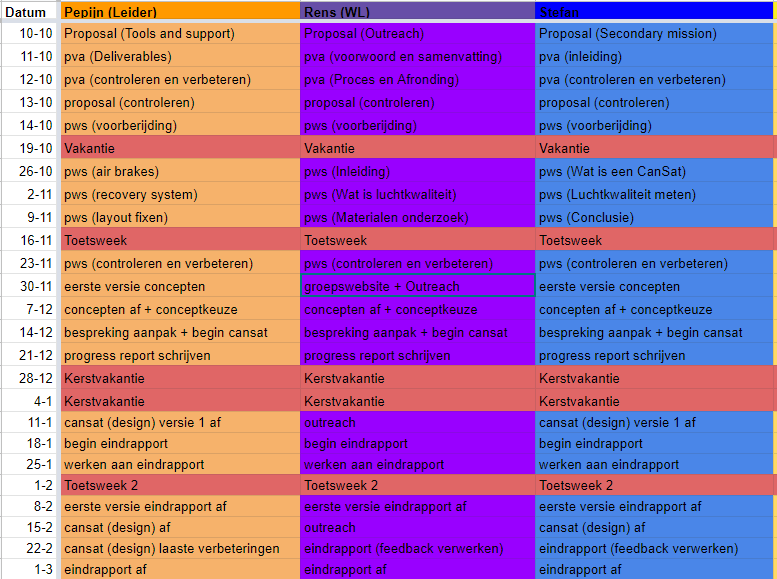 Datum Pepijn (Leider) Rens (WL) Stefan
10-10 Proposal (Tools and support) Proposal (Outreach) Proposal (Secondary mission)
11-10 pva (Deliverables) pva (voorwoord en samenvatting) pva (inleiding)
12-10 pva (controleren en verbeteren) pva (Proces en Afronding) pva (controleren en verbeteren)
13-10 proposal (controleren) proposal (controleren) proposal (controleren)
14-10 pws (voorberijding) pws (voorberijding) pws (voorberijding)
19-10 Vakantie Vakantie Vakantie
26-10 pws (air brakes) pws (Inleiding) pws (Wat is een CanSat)
2-11 pws (recovery system) pws (Wat is luchtkwaliteit) pws (Luchtkwaliteit meten)
9-11 pws (layout fixen) pws (Materialen onderzoek) pws (Conclusie)
16-11 Toetsweek Toetsweek Toetsweek
23-11 pws (controleren en verbeteren) pws (controleren en verbeteren) pws (controleren en verbeteren)
30-11 eerste versie concepten groepswebsite + Outreach eerste versie concepten
7-12 concepten af + conceptkeuze concepten af + conceptkeuze concepten af + conceptkeuze
14-12 bespreking aanpak + begin cansat bespreking aanpak + begin cansat bespreking aanpak + begin cansat
21-12 progress report schrijven progress report schrijven progress report schrijven
28-12 Kerstvakantie Kerstvakantie Kerstvakantie
4-1 Kerstvakantie Kerstvakantie Kerstvakantie
11-1 cansat (design) versie 1 af outreach cansat (design) versie 1 af
18-1 begin eindrapport begin eindrapport begin eindrapport
25-1 werken aan eindrapport werken aan eindrapport werken aan eindrapport
1-2 Toetsweek 2 Toetsweek 2 Toetsweek 2
8-2 eerste versie eindrapport af eerste versie eindrapport af eerste versie eindrapport af
15-2 cansat (design) af outreach cansat (design) af
22-2 cansat (design) laaste verbeteringen eindrapport (feedback verwerken) eindrapport (feedback verwerken)
1-3 eindrapport af eindrapport af eindrapport af